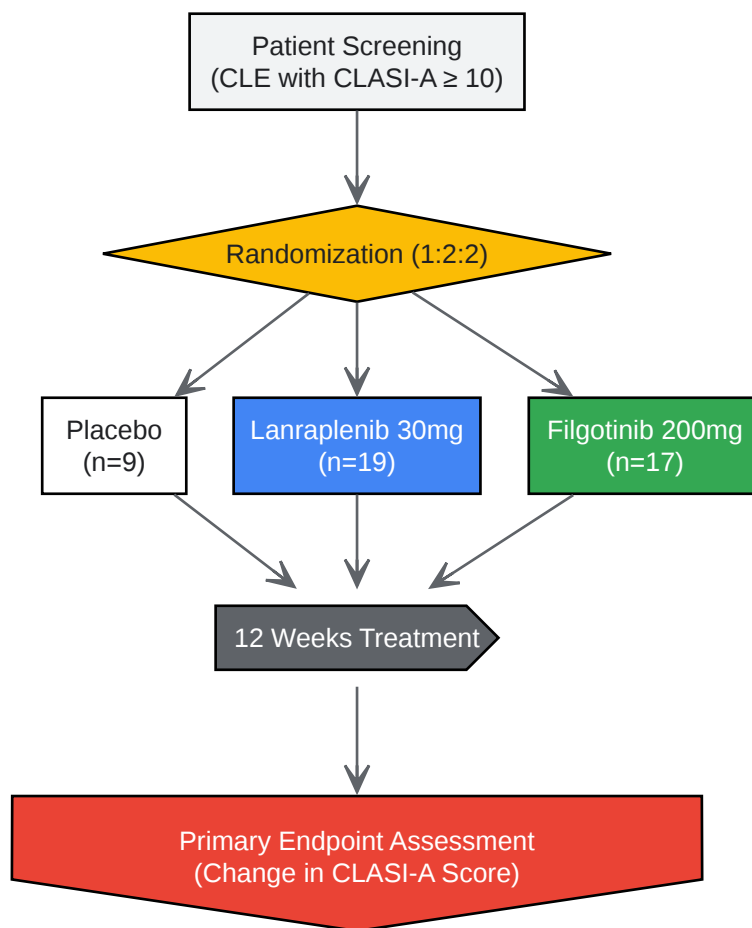 Patient Screening
(CLE with CLASI-A ≥ 10)
Randomization (1:2:2)
Placebo
(n=9)
Lanraplenib 30mg
(n=19)
Filgotinib 200mg
(n=17)
12 Weeks Treatment
Primary Endpoint Assessment
(Change in CLASI-A Score)